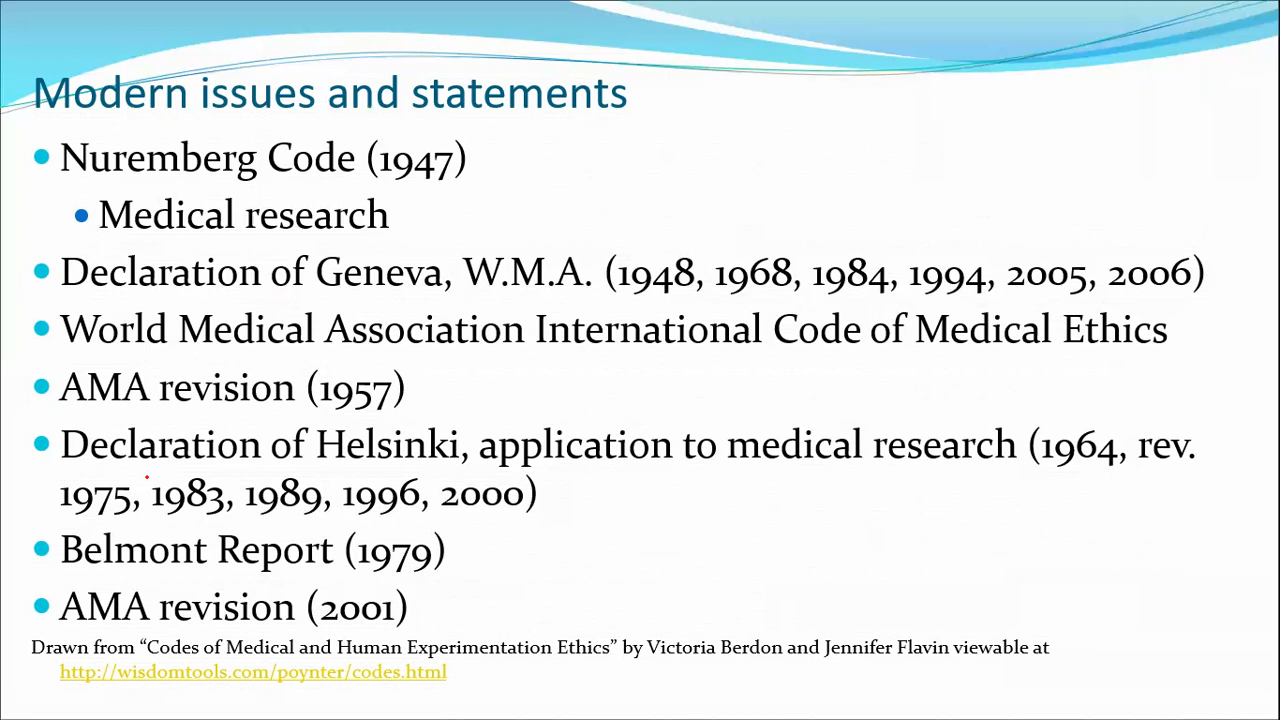 Modern issues and statements
• Nuremberg Code (1947)
• Medical research
• Declaration of Geneva, W.M.A. (1948, 1968, 1984, 1994, 2005, 2006)
• World Medical Association International Code of Medical Ethics
• AMA revision (1957)
• Declaration of Helsinki, application to medical research (1964, rev.
1975, 1983, 1989, 1996, 2000)
• Belmont Report (1979)
• AMA revision (2001)
Drawn from “Codes of Medical and Human Experimentation Ethics” by Victoria Berdon and Jennifer Flavin viewable at
http://wisdomtools.com/poynter/codes.html